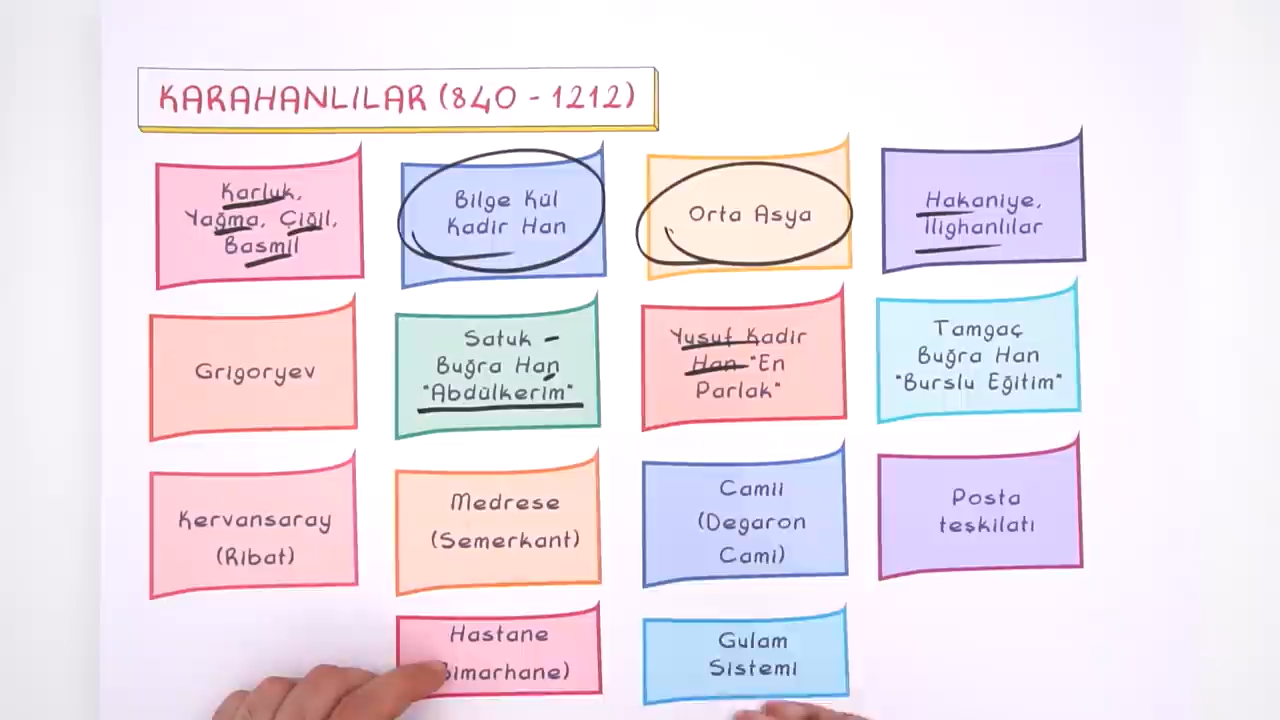 KARAHANLILAR (840 - 1212)
Karluk,
Yağma, Çiğil,
Basmil
Bilge Kül
Kadir Han
Orta Asya
Hakaniye,
İlighanlılar
Grigoryev
Satuk
Buğra Han
"Abdülkerim"
Yusuf Kadir
Han "En
Parlak"
Tamgaç
Buğra Han
"Burslu Eğitim"
Kervansaray
(Ribat)
Medrese
(Semerkant)
Camii
(Degaron
Cami)
Posta
teşkilatı
Hastane
(Bimarhane)
Gulam
Sistemi